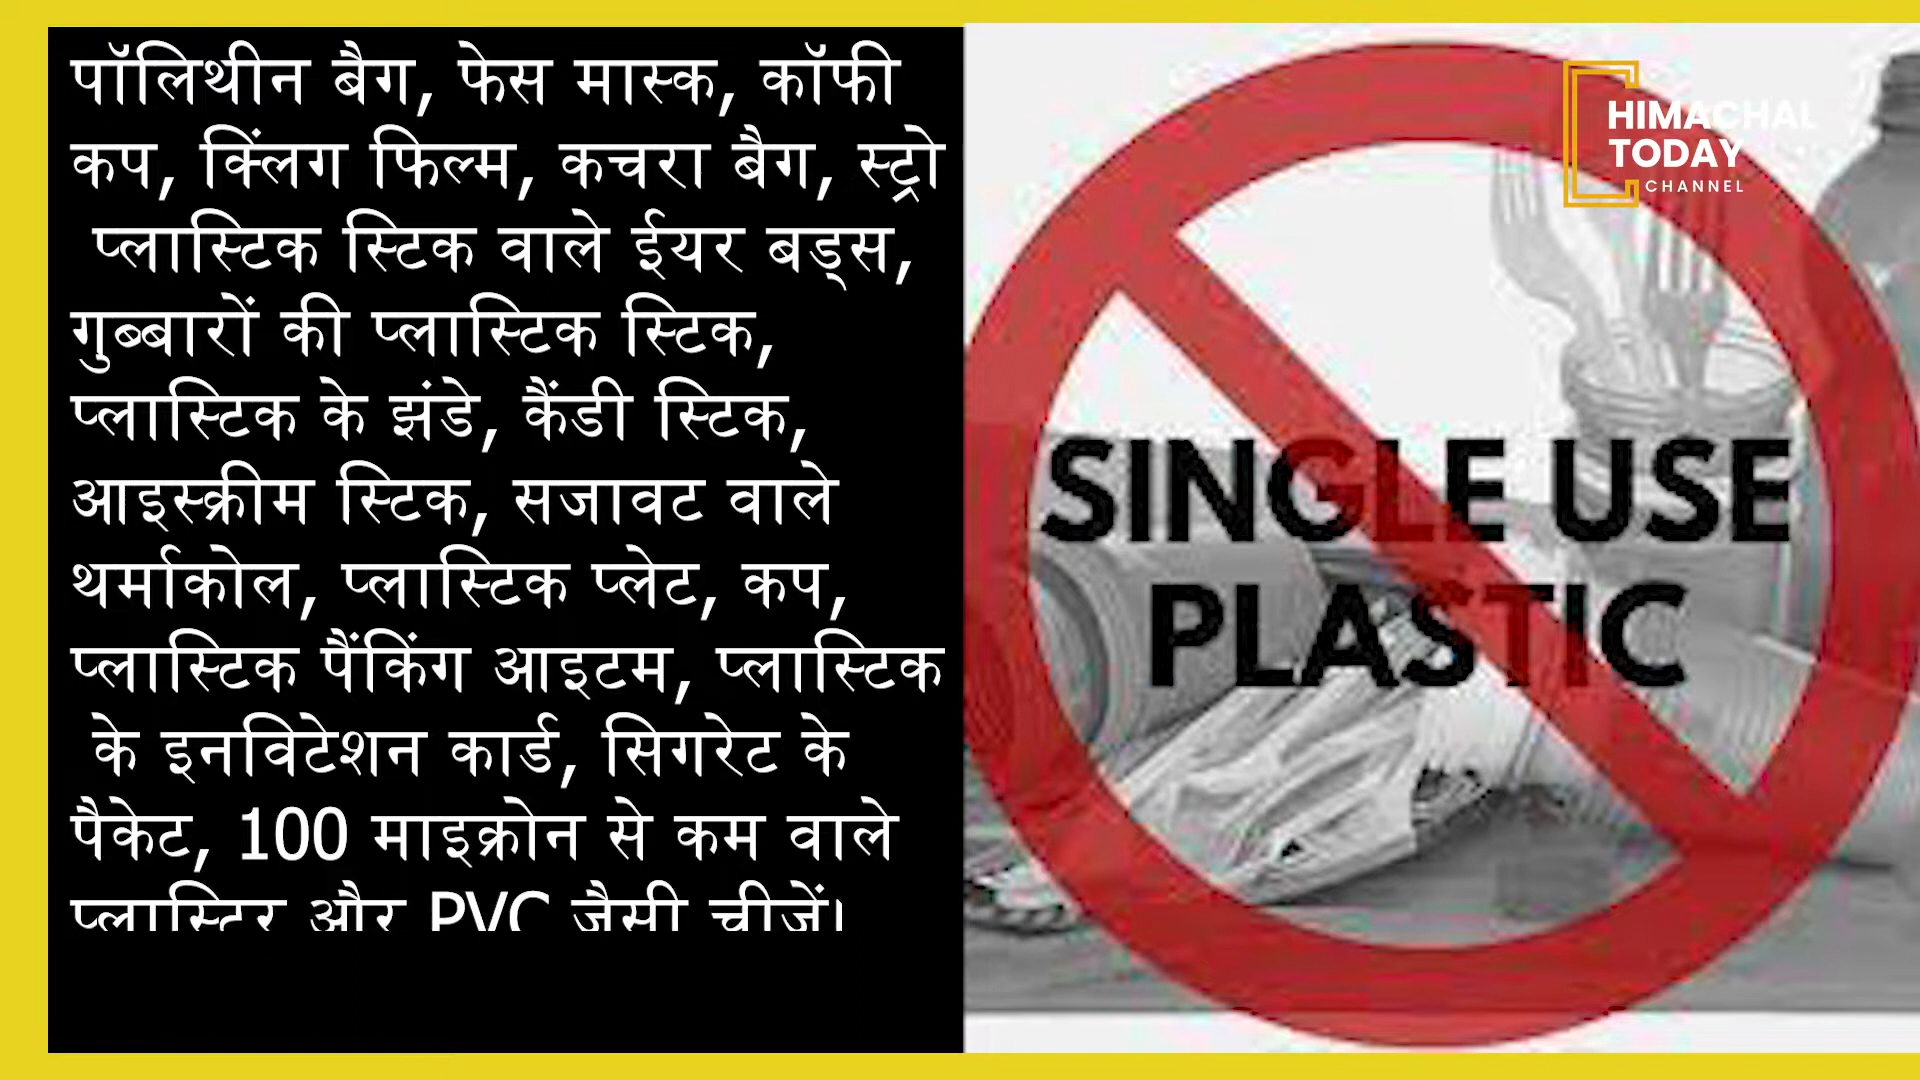 पॉलिथीन बैग, फेस मास्क, कॉफी
कप, क्लिंग फिल्म, कचरा बैग, स्ट्रो
प्लास्टिक स्टिक वाले ईयर बड्स,
गुब्बारों की प्लास्टिक स्टिक,
प्लास्टिक के झंडे, कैंडी स्टिक,
आइस्क्रीम स्टिक, सजावट वाले
थर्माकोल, प्लास्टिक प्लेट, कप,
प्लास्टिक पैंकिंग आइटम, प्लास्टिक
के इनविटेशन कार्ड, सिगरेट के
पैकेट, 100 माइक्रोन से कम वाले
प्लास्टिर और PVC जैसी चीजें।
HIMACHAL
TODAY
CHANNEL
SINGLE USE
PLASTIC